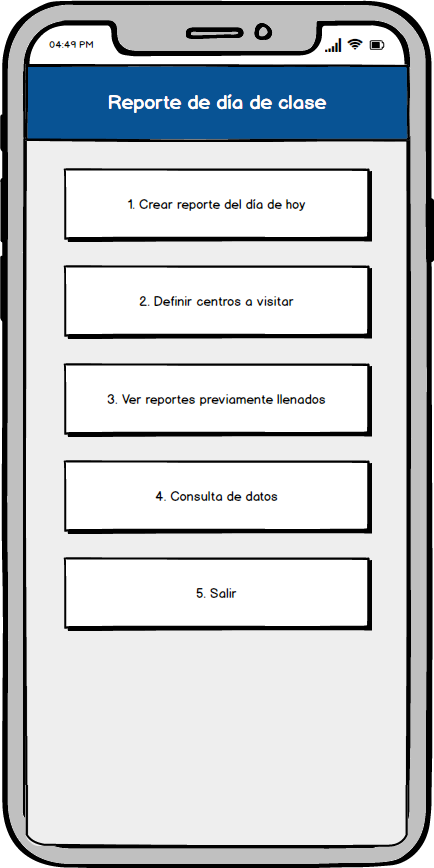 04:49 PM
Reporte de día de clase
1. Crear reporte del día de hoy
2. Definir centros a visitar
3. Ver reportes previamente llenados
4. Consulta de datos
5. Salir